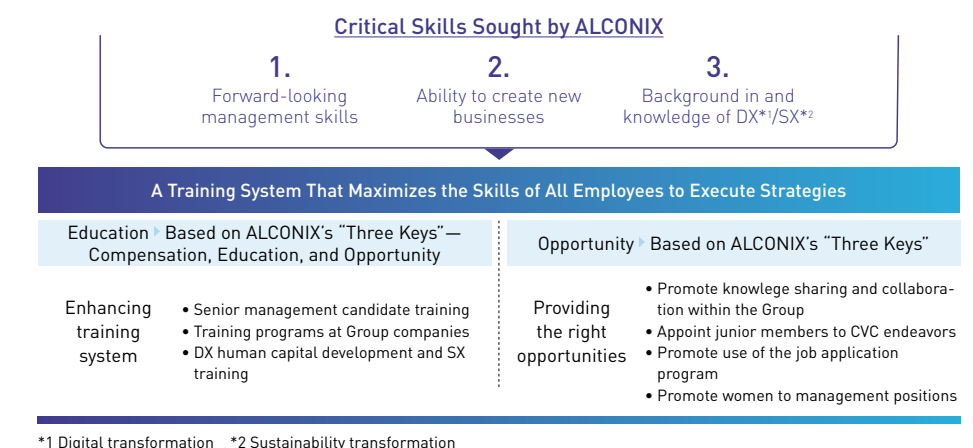 Critical Skills Sought by ALCONIX
1.
Forward-looking
management skills
2.
Ability to create new
businesses
3.
Background in and
knowledge of DX*1/SX*2
A Training System That Maximizes the Skills of All Employees to Execute Strategies
Education Based on ALCONIX's “Three Keys”—
Compensation, Education, and Opportunity
Enhancing
training
system
• Senior management candidate training
• Training programs at Group companies
• DX human capital development and SX
training
Opportunity Based on ALCONIX's “Three Keys”
Providing
the right
opportunities
• Promote knowlege sharing and collabora-
tion within the Group
• Appoint junior members to CVC endeavors
• Promote use of the job application
program
• Promote women to management positions
*1 Digital transformation *2 Sustainability transformation